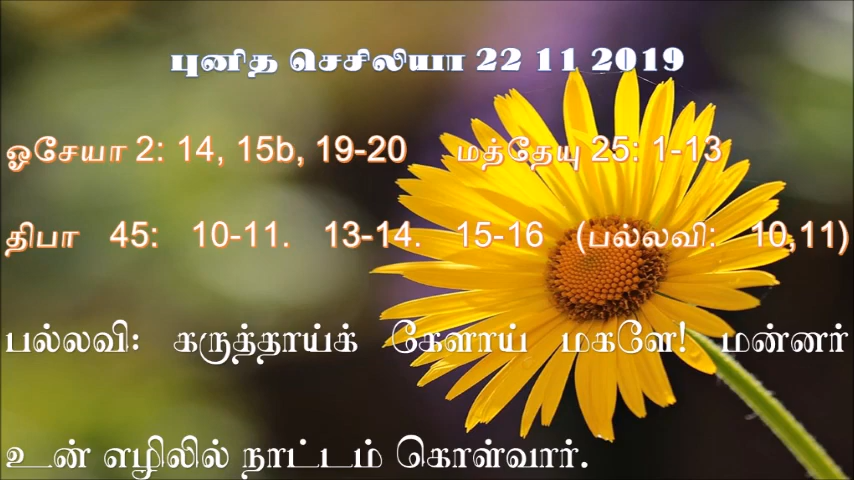 புனித செசிலியா 22 11 2019
ஓசேயா 2: 14, 15b, 19-20 மத்தேயு 25: 1-13
திபா 45: 10-11. 13-14. 15-16 (பல்லவி: 10,11)
பல்லவி: கருத்தாய்க் கேளாய் மகளே! மன்னர்
உன் எழிலில் நாட்டம் கொள்வார்.